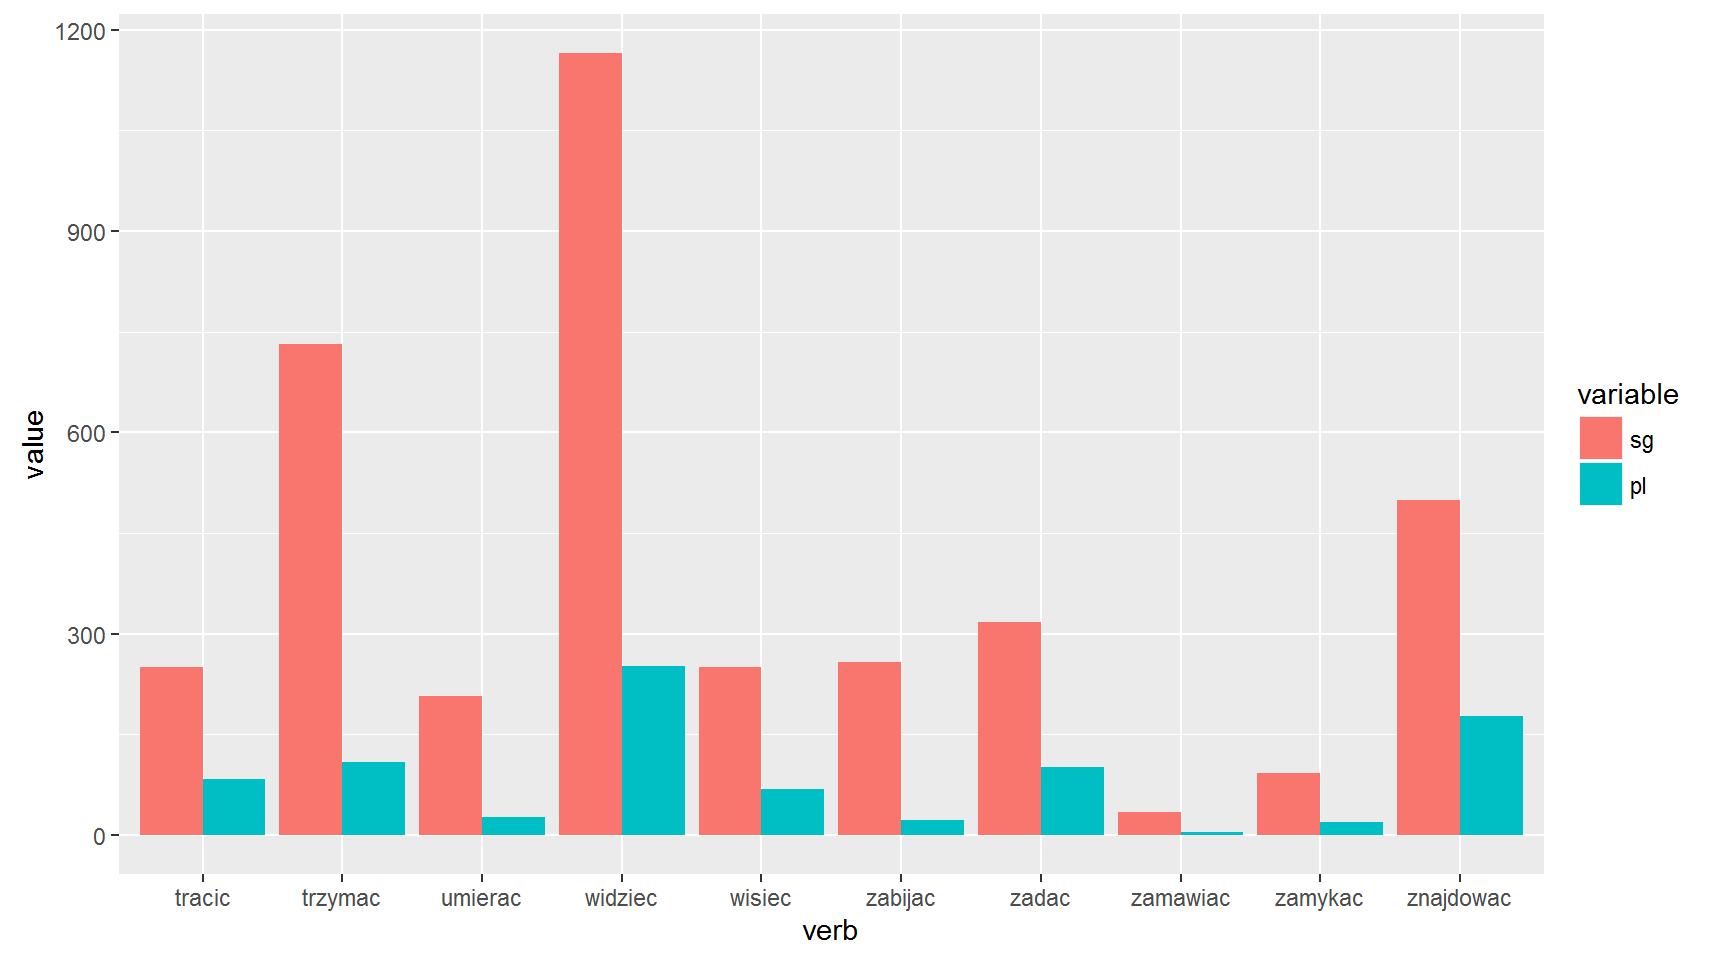 1200
900
600
300
0
value
tracic trzymac umierac widziec wisiec zabijac zadac zamawiac zamykac znajdowac
verb
variable
sg
pl